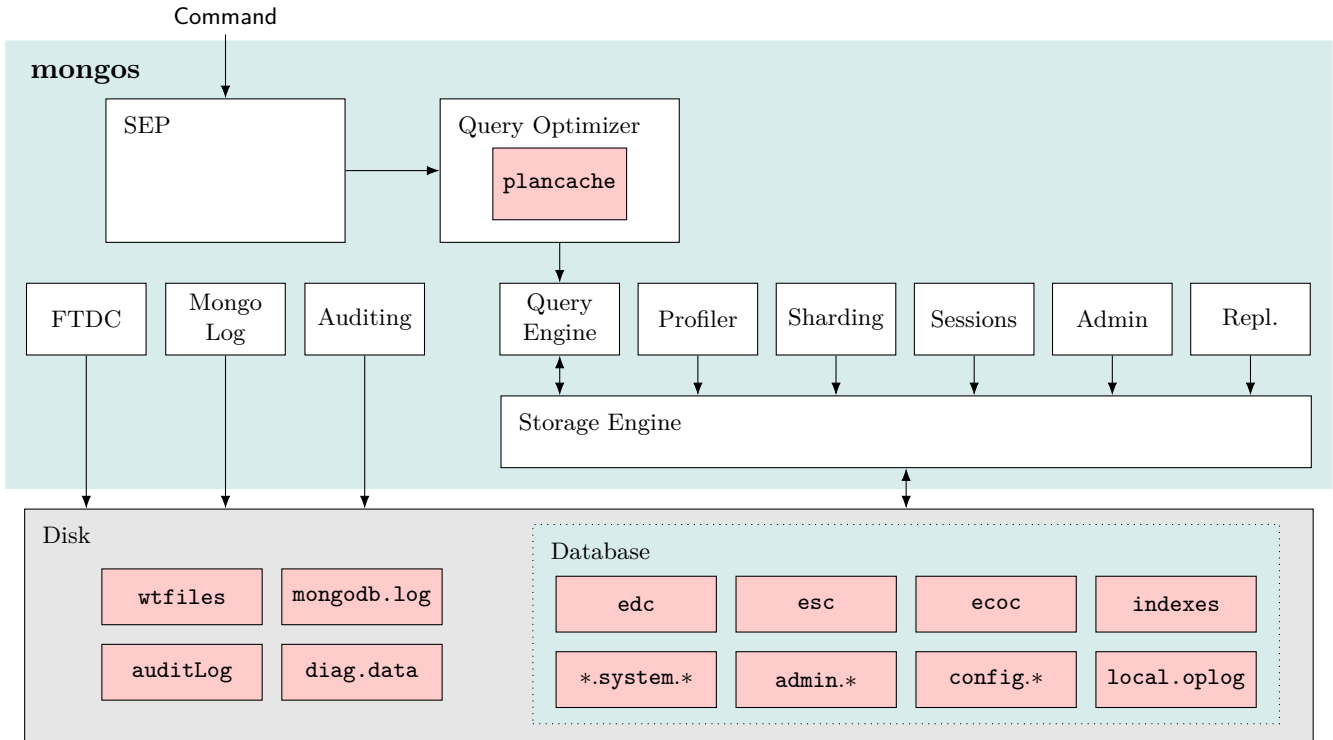 Command
mongos
SEP
Query Optimizer
plancache
FTDC
Mongo
Log
Auditing
Query
Engine
Profiler
Sharding
Sessions
Admin
Repl.
Storage Engine
Disk
wtfiles
mongodb.log
auditLog
diag.data
Database
edc
esc
ecoc
indexes
*.system.*
admin.*
config.*
local.oplog